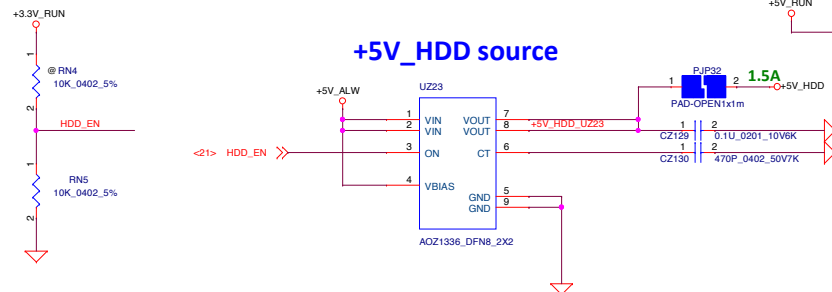 +3.3V_RUN
1
@ RN4
10K_0402_5%
2
HDD_EN
1
RN5
10K_0402_5%
2
+5V_HDD source
+5V_ALW
UZ23
1 VIN VOUT 7
2 VIN VOUT 8
+5V_HDD_UZ23
<21> HDD_EN
3 ON CT 6
4 VBIAS
GND 5
GND 9
AOZ1336_DFN8_2X2
+5V_RUN
PJP32
1 2
1.5A
+5V_HDD
PAD-OPEN1x1m
1 2
CZ129 0.1U_0201_10V6K
1 2
CZ130 470P_0402_50V7K